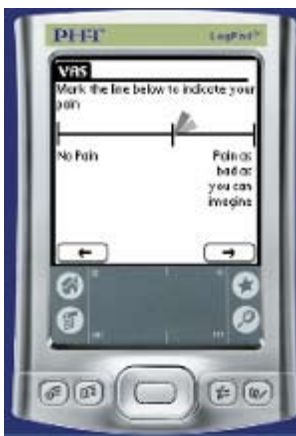 PHT LogPad™
VAS
Mark the line below to indicate your
pain
No Pain
Pain as
bad as
you can
imagine